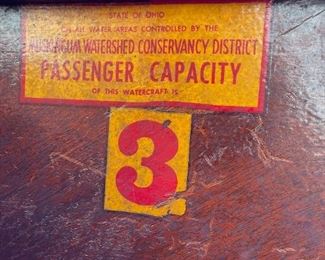 STATE OF OHIO
ON ALL WATER AREAS CONTROLLED BY THE
MUSKINGUM WATERSHED CONSERVANCY DISTRICT
PASSENGER CAPACITY
OF THIS WATERCRAFT IS
3